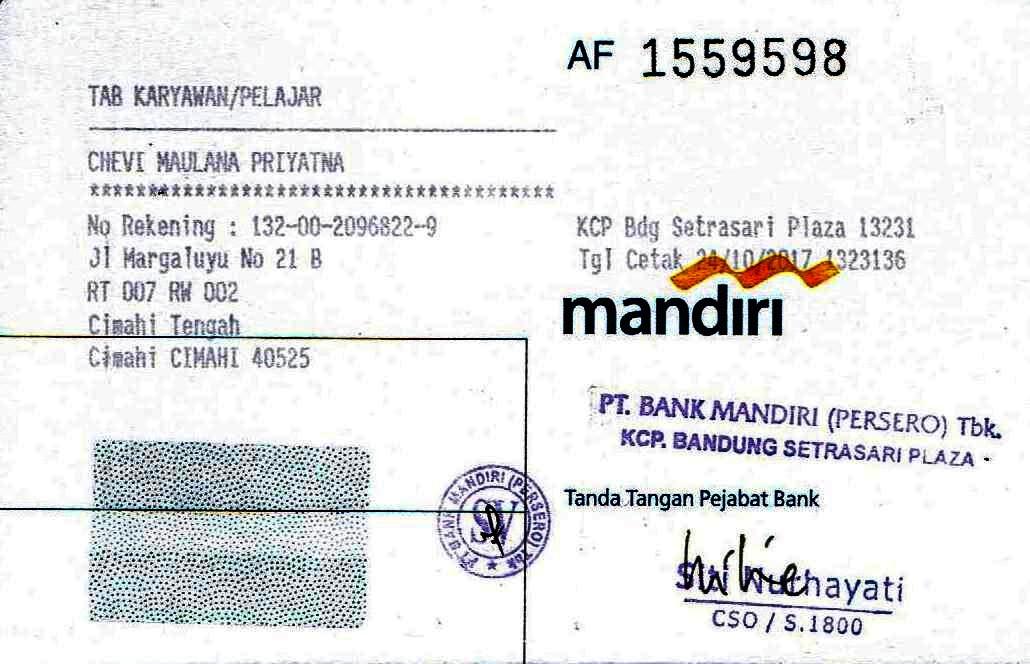 AF 1559598
TAB KARYAWAN/PELAJAR
CHEVI MAULANA PRIYATNA
****************************************
No Rekening : 132-00-2096822-9
Jl Margaluyu No 21 B
RT 007 RW 002
Cimahi Tengah
Cimahi CIMAHI 40525
KCP Bdg Setrasari Plaza 13231
Tgl Cetak 24/10/2017 1323136
mandiri
PT. BANK MANDIRI (PERSERO) Tbk.
KCP. BANDUNG SETRASARI PLAZA
PT BANK MANDIRI (PERSERO) Tbk
Tanda Tangan Pejabat Bank
CSO / S.1800